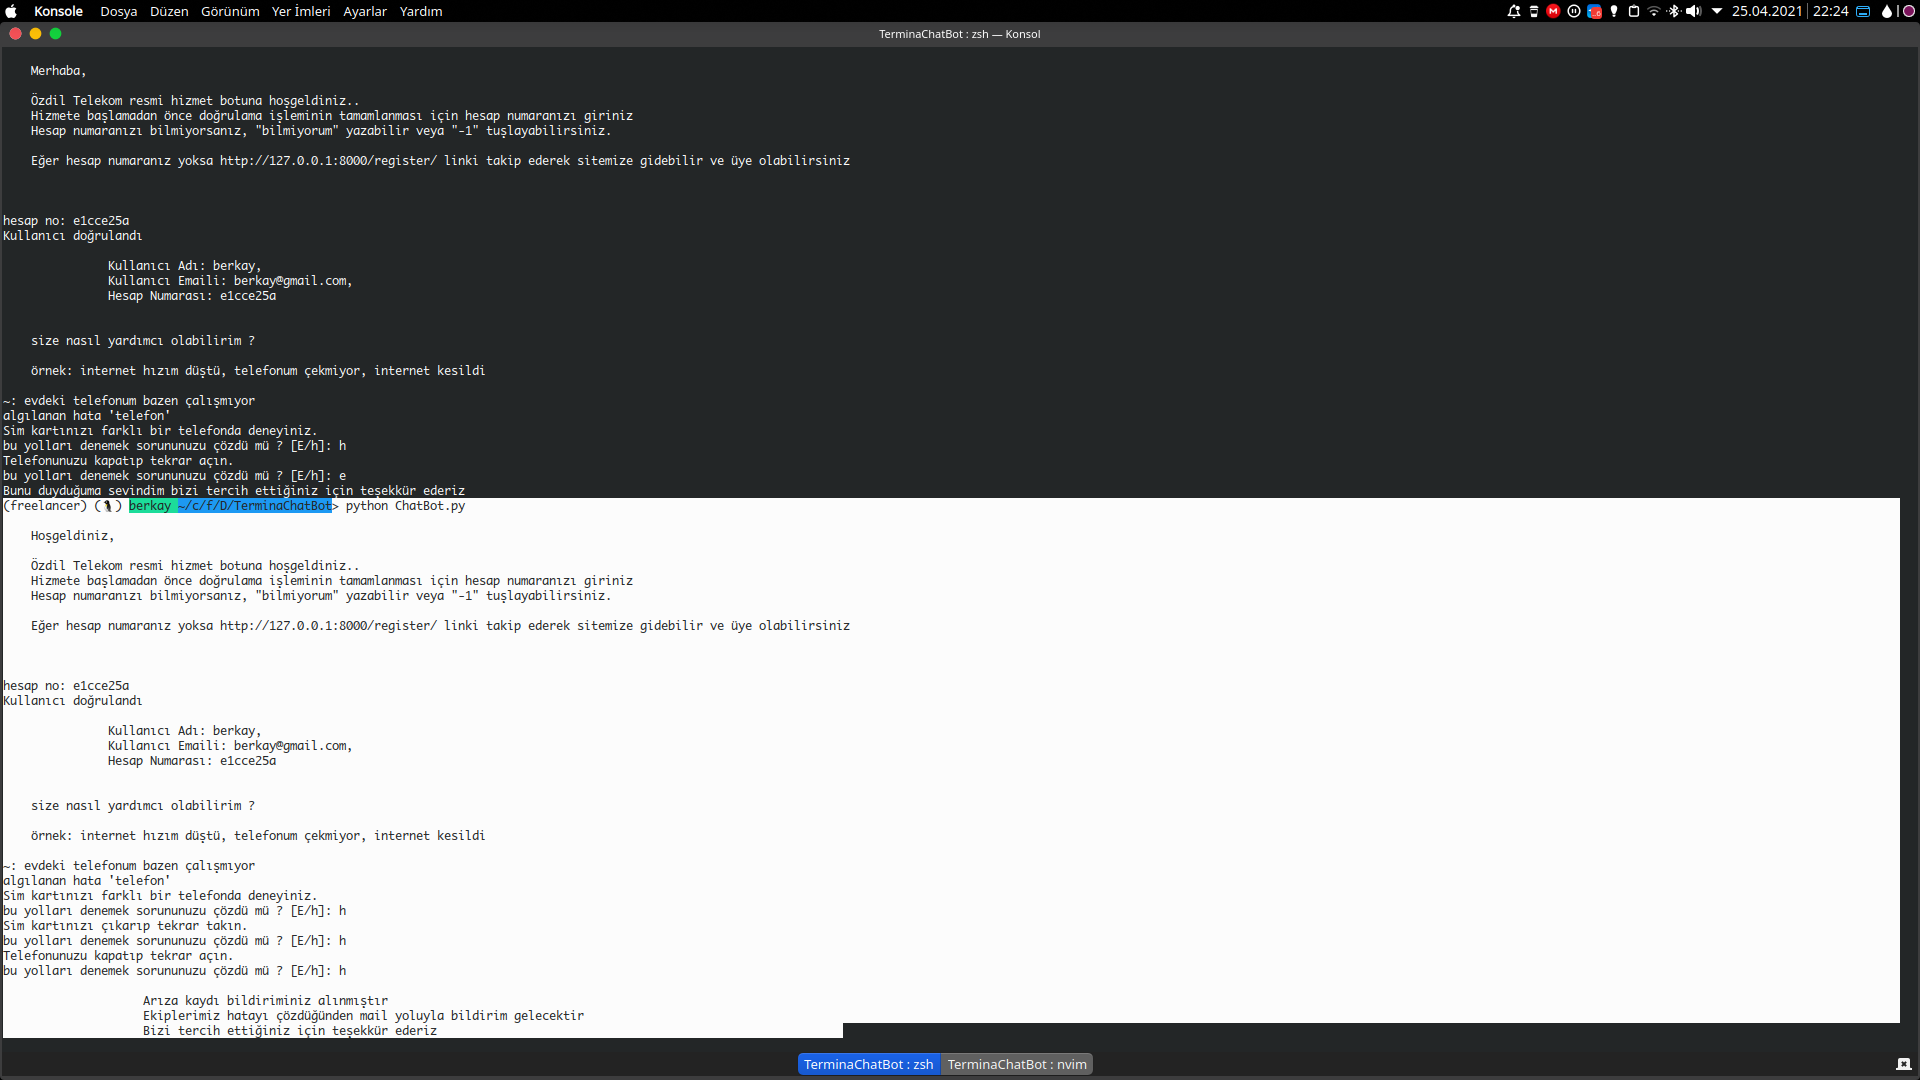 Konsole Dosya Düzen Görünüm Yer İmleri Ayarlar Yardım 25.04.2021 22:24
TerminaChatBot : zsh — Konsol
Merhaba,
Özdil Telekom resmi hizmet botuna hoşgeldiniz..
Hizmete başlamadan önce doğrulama işleminin tamamlanması için hesap numaranızı giriniz
Hesap numaranızı bilmiyorsanız, "bilmiyorum" yazabilir veya "-1" tuşlayabilirsiniz.
Eğer hesap numaranız yoksa http://127.0.0.1:8000/register/ linki takip ederek sitemize gidebilir ve üye olabilirsiniz
hesap no: e1cce25a
Kullanıcı doğrulandı
Kullanıcı Adı: berkay,
Kullanıcı Emaili: berkay@gmail.com,
Hesap Numarası: e1cce25a
size nasıl yardımcı olabilirim ?
örnek: internet hızım düştü, telefonum çekmiyor, internet kesildi
~: evdeki telefonum bazen çalışmıyor
algılanan hata 'telefon'
Sim kartınızı farklı bir telefonda deneyiniz.
bu yolları denemek sorununuzu çözdü mü ? [E/h]: h
Telefonunuzu kapatıp tekrar açın.
bu yolları denemek sorununuzu çözdü mü ? [E/h]: e
Bunu duyduğuma sevindim bizi tercih ettiğiniz için teşekkür ederiz
(freelancer) (🐧) berkay ~/c/f/D/TerminaChatBot> python ChatBot.py
Hoşgeldiniz,
Özdil Telekom resmi hizmet botuna hoşgeldiniz..
Hizmete başlamadan önce doğrulama işleminin tamamlanması için hesap numaranızı giriniz
Hesap numaranızı bilmiyorsanız, "bilmiyorum" yazabilir veya "-1" tuşlayabilirsiniz.
Eğer hesap numaranız yoksa http://127.0.0.1:8000/register/ linki takip ederek sitemize gidebilir ve üye olabilirsiniz
hesap no: e1cce25a
Kullanıcı doğrulandı
Kullanıcı Adı: berkay,
Kullanıcı Emaili: berkay@gmail.com,
Hesap Numarası: e1cce25a
size nasıl yardımcı olabilirim ?
örnek: internet hızım düştü, telefonum çekmiyor, internet kesildi
~: evdeki telefonum bazen çalışmıyor
algılanan hata 'telefon'
Sim kartınızı farklı bir telefonda deneyiniz.
bu yolları denemek sorununuzu çözdü mü ? [E/h]: h
Sim kartınızı çıkarıp tekrar takın.
bu yolları denemek sorununuzu çözdü mü ? [E/h]: h
Telefonunuzu kapatıp tekrar açın.
bu yolları denemek sorununuzu çözdü mü ? [E/h]: h
Arıza kaydı bildiriminiz alınmıştır
Ekiplerimiz hatayı çözdüğünden mail yoluyla bildirim gelecektir
Bizi tercih ettiğiniz için teşekkür ederiz
TerminaChatBot : zsh TerminaChatBot : nvim